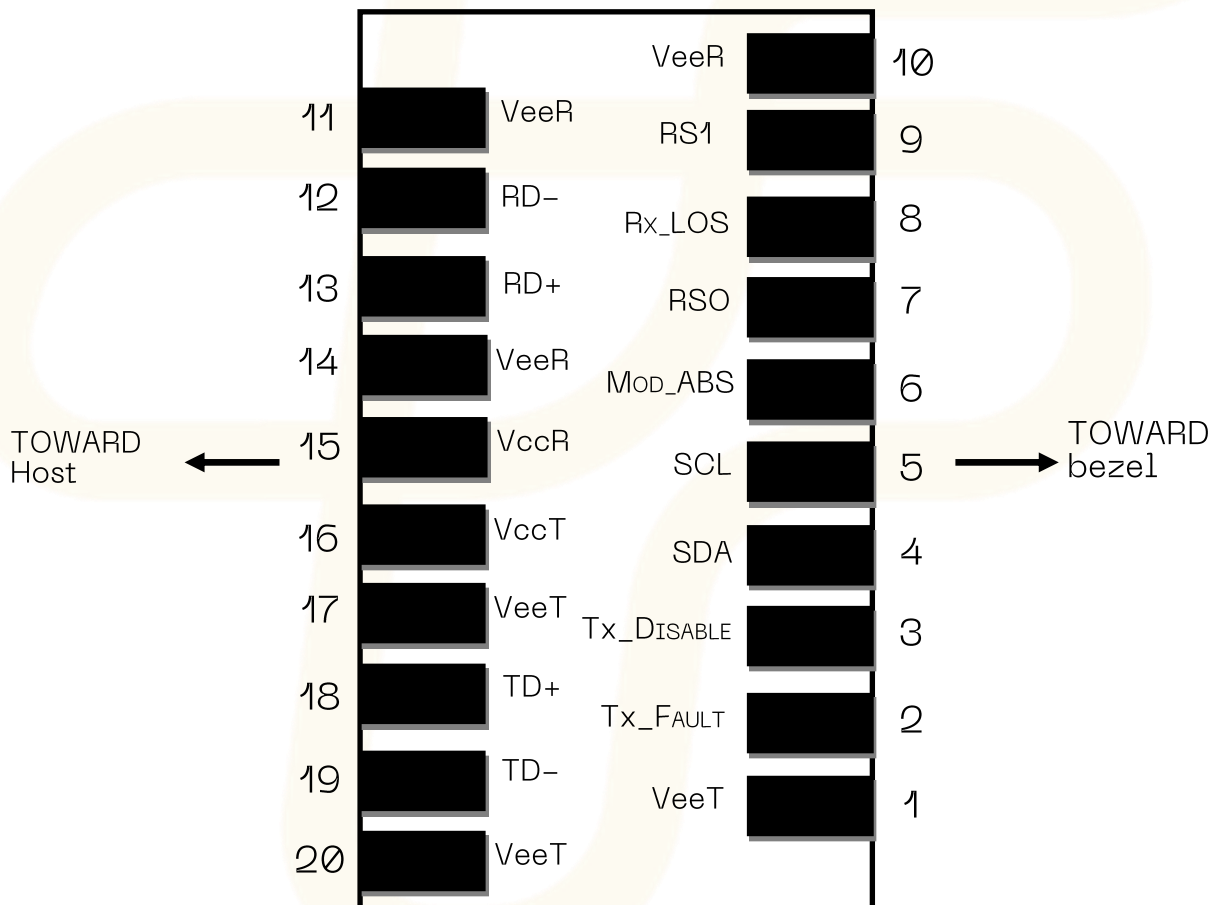 VeeR 10
11 VeeR
RS1 9
12 RD-
Rx_LOS 8
13 RD+
RSO 7
14 VeeR
Mod_ABS 6
15 VccR
TOWARD
Host
SCL 5
TOWARD
bezel
16 VccT
SDA 4
17 VeeT
Tx_Disable 3
18 TD+
Tx_Fault 2
19 TD-
VeeT 1
20 VeeT